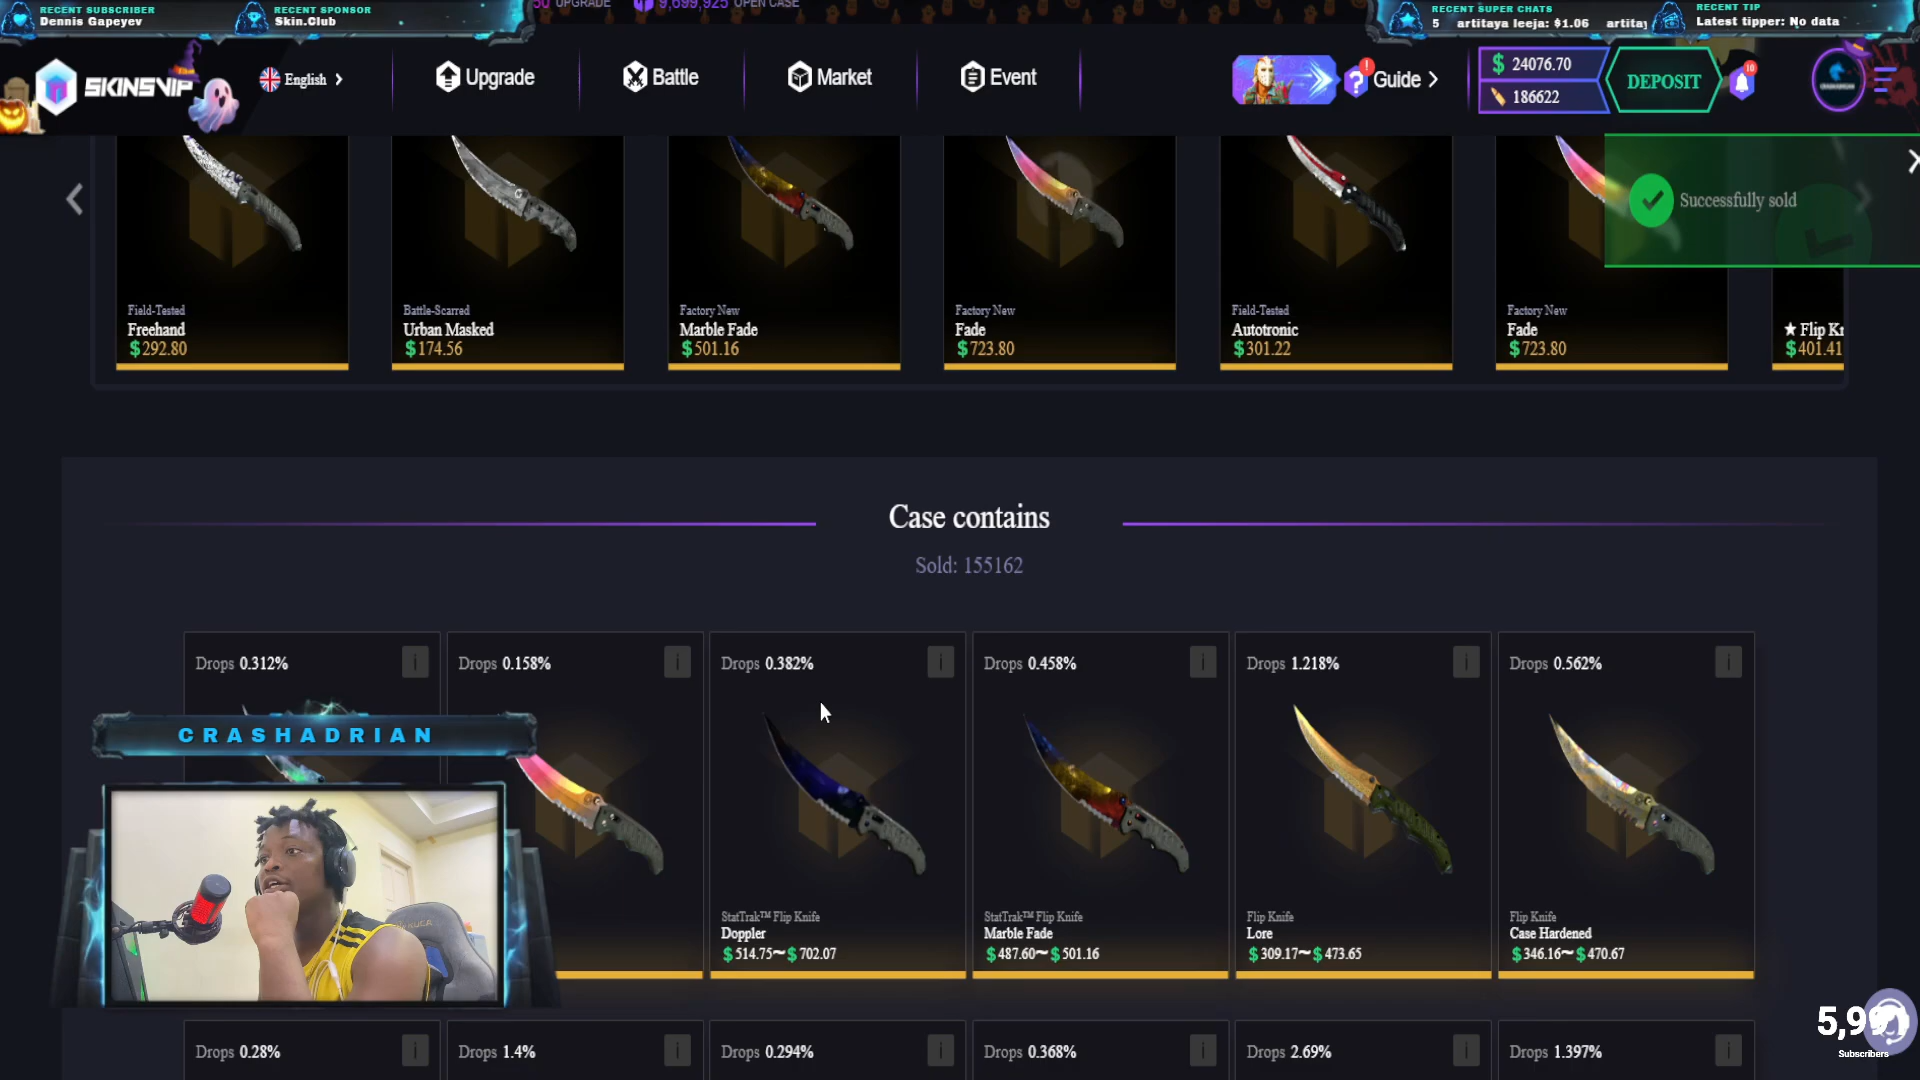 RECENT SUBSCRIBER
Dennis Gapeyev
RECENT SPONSOR
Skin.Club
50 UPGRADE
9,699,925 OPEN CASE
RECENT SUPER CHATS
5 artitaya leeja: $1.06 artita
RECENT TIP
Latest tipper: No data
SKINSVIP
English
Upgrade
Battle
Market
Event
?
!
Guide
$ 24076.70
186622
DEPOSIT
10
Successfully sold
Field-Tested
Freehand
$292.80
Battle-Scarred
Urban Masked
$174.56
Factory New
Marble Fade
$501.16
Factory New
Fade
$723.80
Field-Tested
Autotronic
$301.22
Factory New
Fade
$723.80
★ Flip Kn
$401.41
Case contains
Sold: 155162
Drops 0.312%
Drops 0.158%
Drops 0.382%
Drops 0.458%
Drops 1.218%
Drops 0.562%
CRASHADRIAN
StatTrak™ Flip Knife
Doppler
$514.75~$702.07
StatTrak™ Flip Knife
Marble Fade
$487.60~$501.16
Flip Knife
Lore
$309.17~$473.65
Flip Knife
Case Hardened
$346.16~$470.67
Drops 0.28%
Drops 1.4%
Drops 0.294%
Drops 0.368%
Drops 2.69%
Drops 1.397%
Subscribers